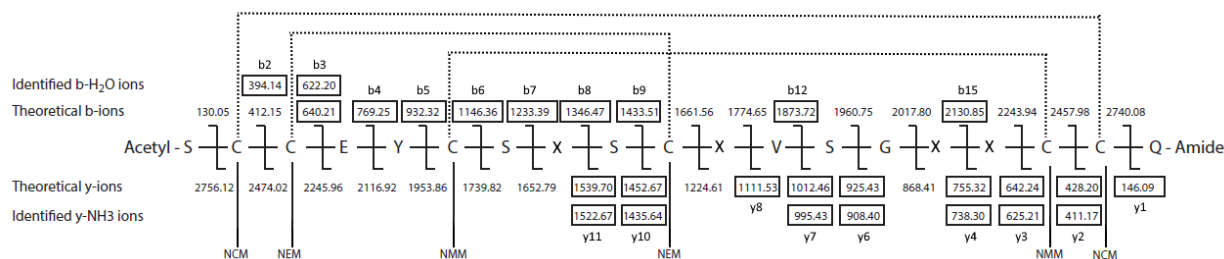 b2 b3
Identified b-H₂O ions 394.14 622.20 b4 b5 b6 b7 b8 b9 b12 b15
Theoretical b-ions 130.05 412.15 640.21 769.25 932.32 1146.36 1233.39 1346.47 1433.51 1661.56 1774.65 1873.72 1960.75 2017.80 2130.85 2243.94 2457.98 2740.08
Acetyl - S C C E Y C S X S C X V S G X X C C Q - Amide
Theoretical y-ions 2756.12 2474.02 2245.96 2116.92 1953.86 1739.82 1652.79 1539.70 1452.67 1224.61 1111.53 1012.46 925.43 868.41 755.32 642.24 428.20 146.09
Identified y-NH3 ions 1522.67 1435.64 y8 995.43 908.40 738.30 625.21 411.17 y1
y11 y10 y7 y6 y4 y3 y2
NCM NEM NMM NEM NMM NCM